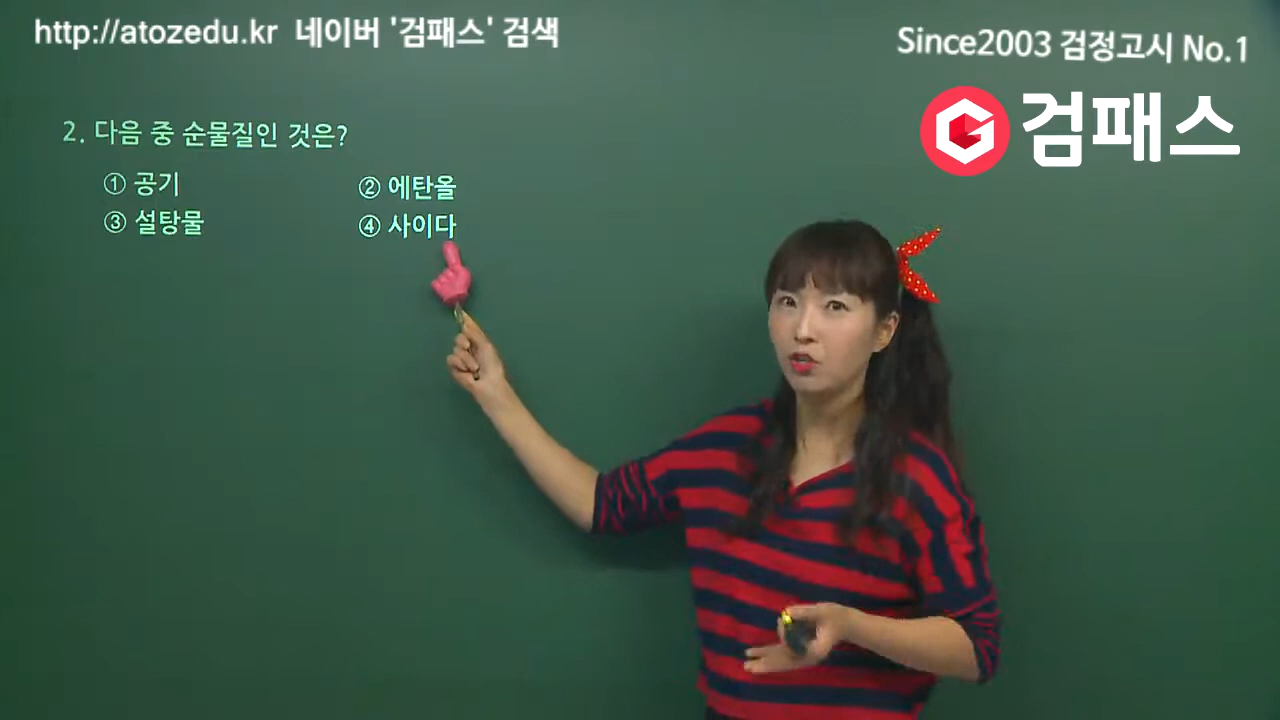 http://atozedu.kr 네이버 '검패스' 검색
Since2003 검정고시 No.1
검패스
2. 다음 중 순물질인 것은?
① 공기 ② 에탄올
③ 설탕물 ④ 사이다